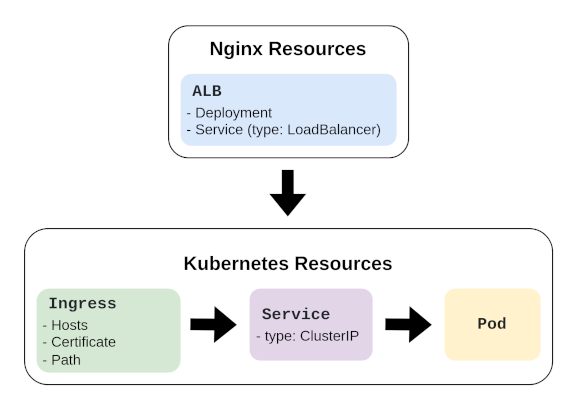 Nginx Resources
ALB
- Deployment
- Service (type: LoadBalancer)
Kubernetes Resources
Ingress
- Hosts
- Certificate
- Path
Service
- type: ClusterIP
Pod